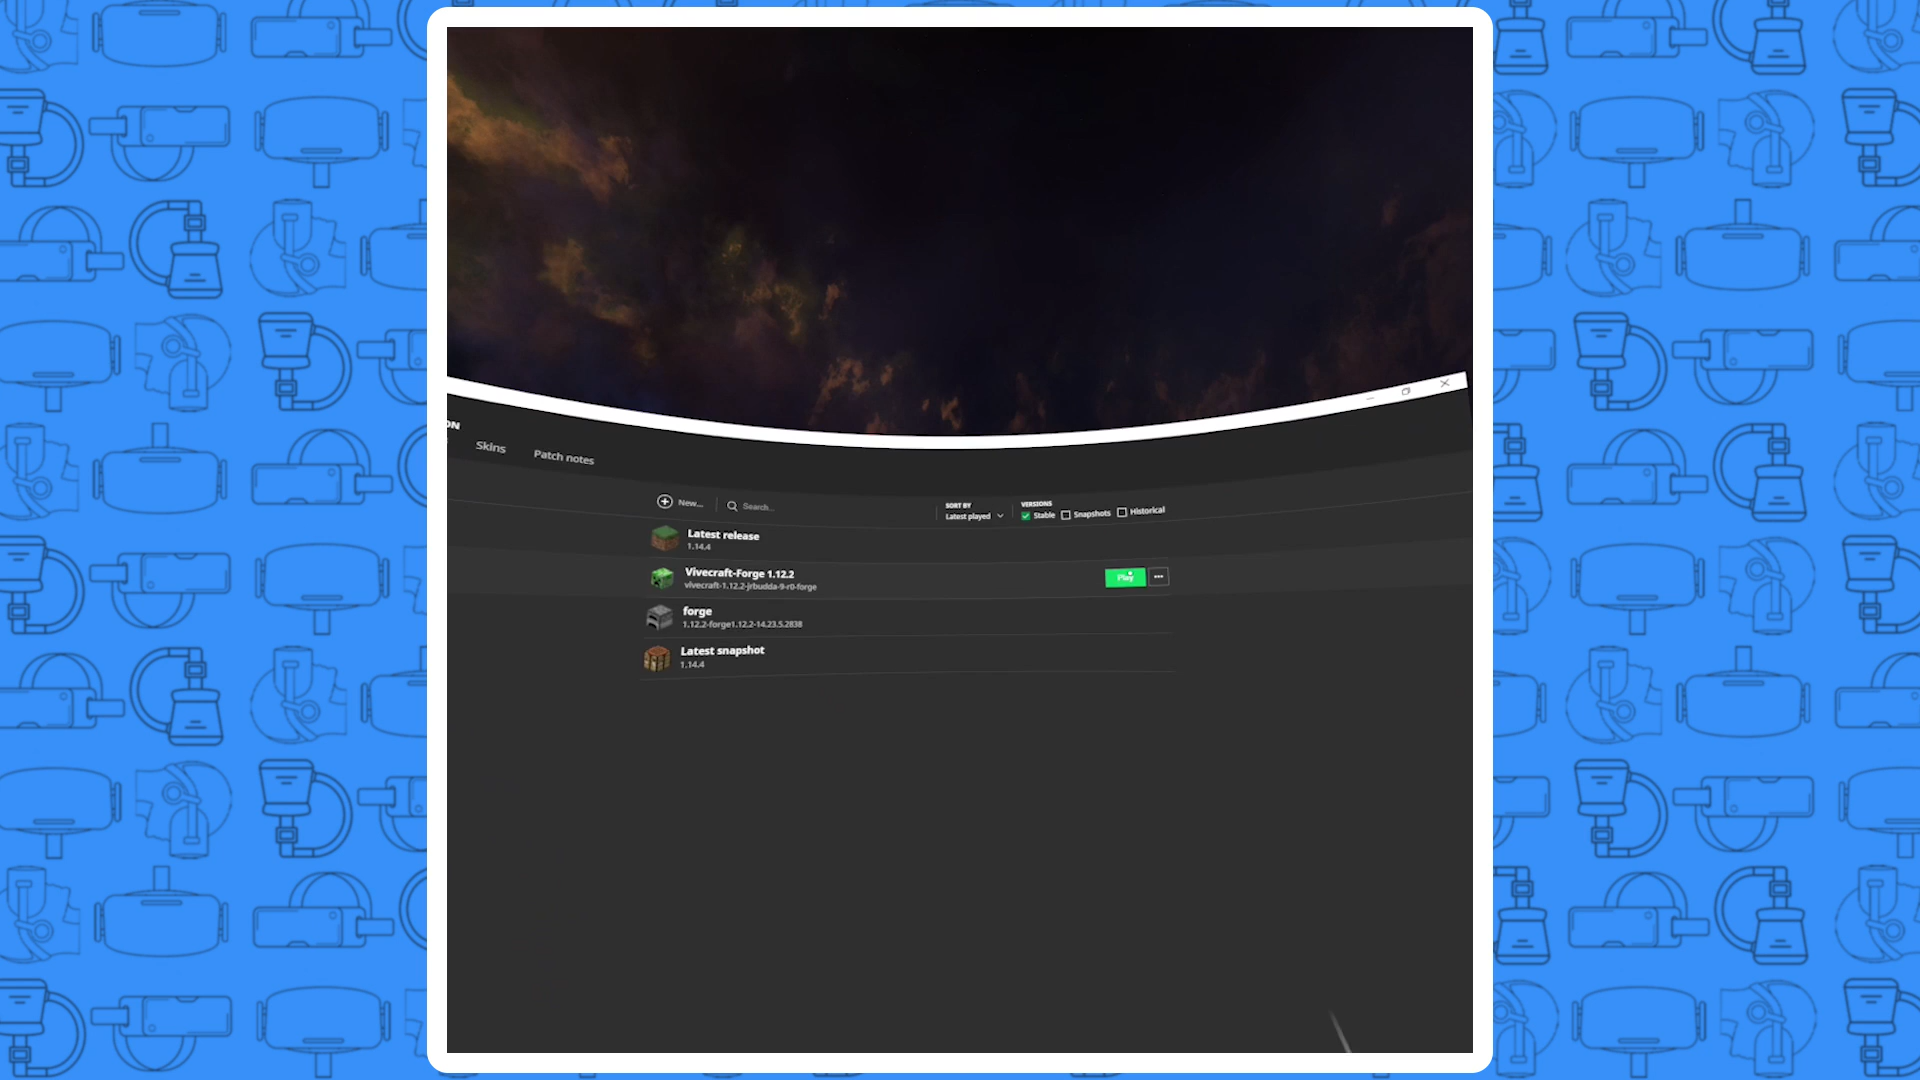 ON
Skins
Patch notes
New...
Search...
SORT BY
Latest played
VERSIONS
Stable
Snapshots
Historical
Latest release
1.14.4
Vivecraft-Forge 1.12.2
vivecraft-1.12.2-jrbudda-9-r0-forge
Play
forge
1.12.2-forge1.12.2-14.23.5.2838
Latest snapshot
1.14.4